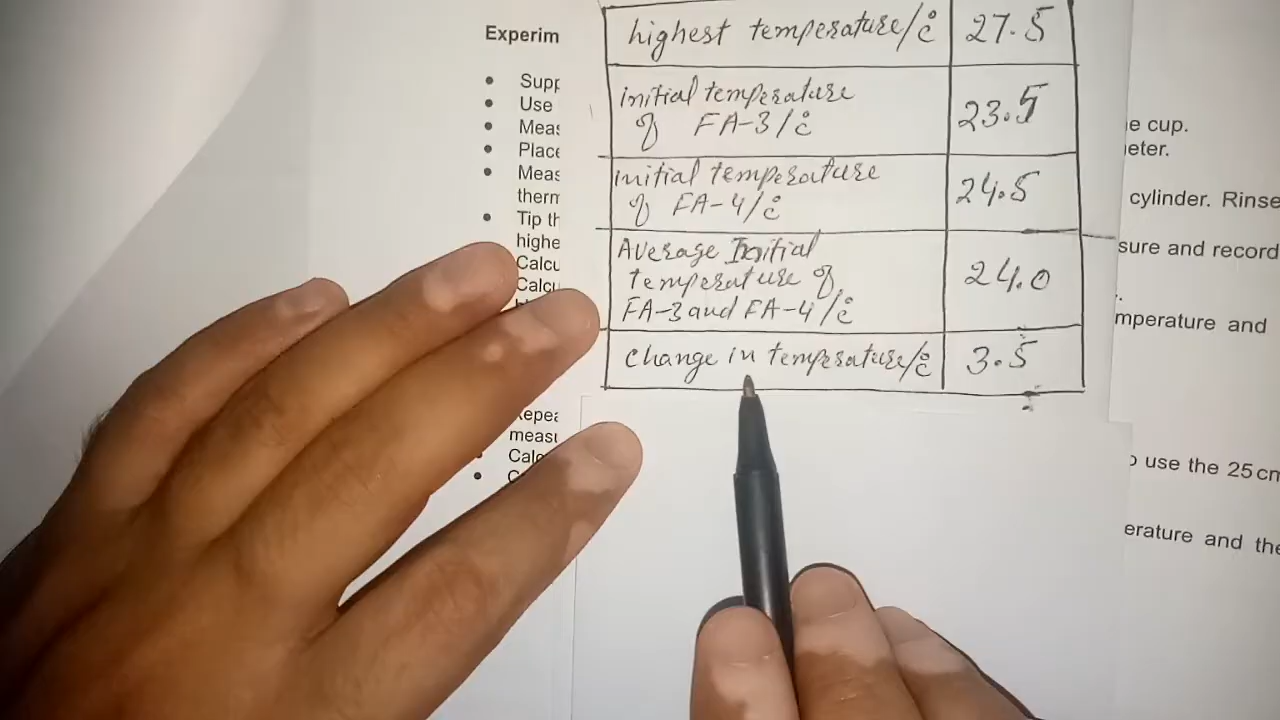 Experim
Supp
Use
Meas
Place
Meas
therm
Tip th
highe
Calcu
Calcu
highest temperature/°C 27.5
initial temperature
of FA-3/°C 23.5
initial temperature
of FA-4/°C 24.5
Average Initial
temperature of
FA-3 and FA-4/°C 24.0
Change in temperature/°C 3.5
e cup.
eter.
cylinder. Rinse
sure and record
mperature and
Repea
measu
Calc
use the 25 cm
erature and the